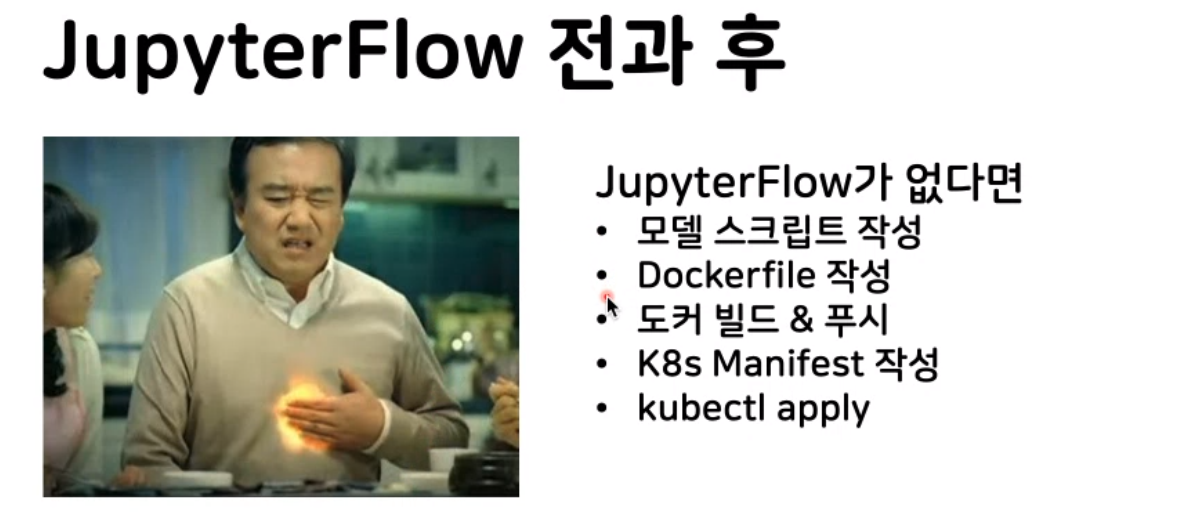 JupyterFlow 전과 후
JupyterFlow가 없다면
• 모델 스크립트 작성
• Dockerfile 작성
• 도커 빌드 & 푸시
• K8s Manifest 작성
• kubectl apply